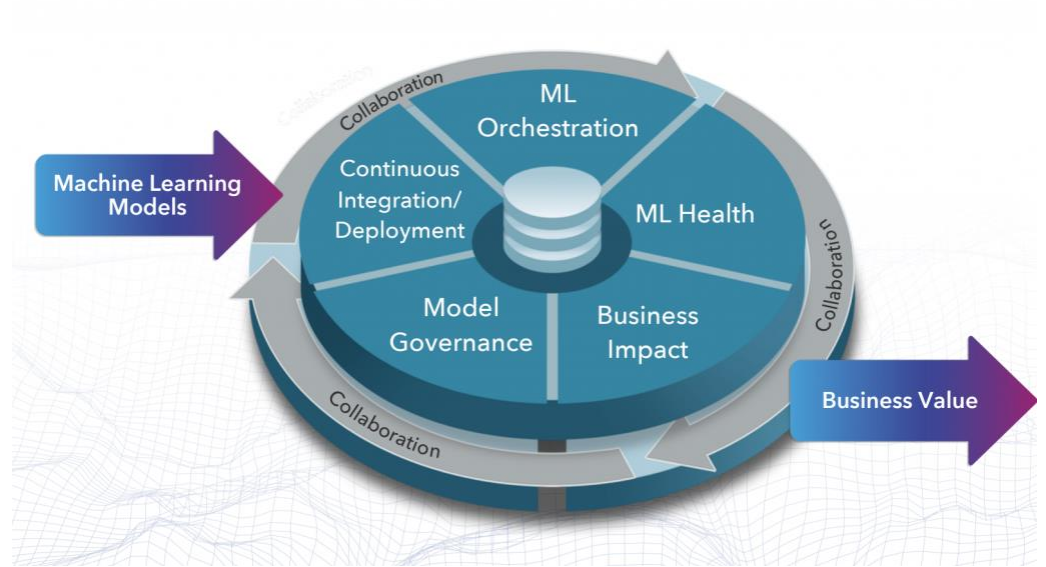 Collaboration
ML
Orchestration
Machine Learning
Models
Continuous
Integration/
Deployment
ML Health
Collaboration
Model
Governance
Business
Impact
Business Value
Collaboration